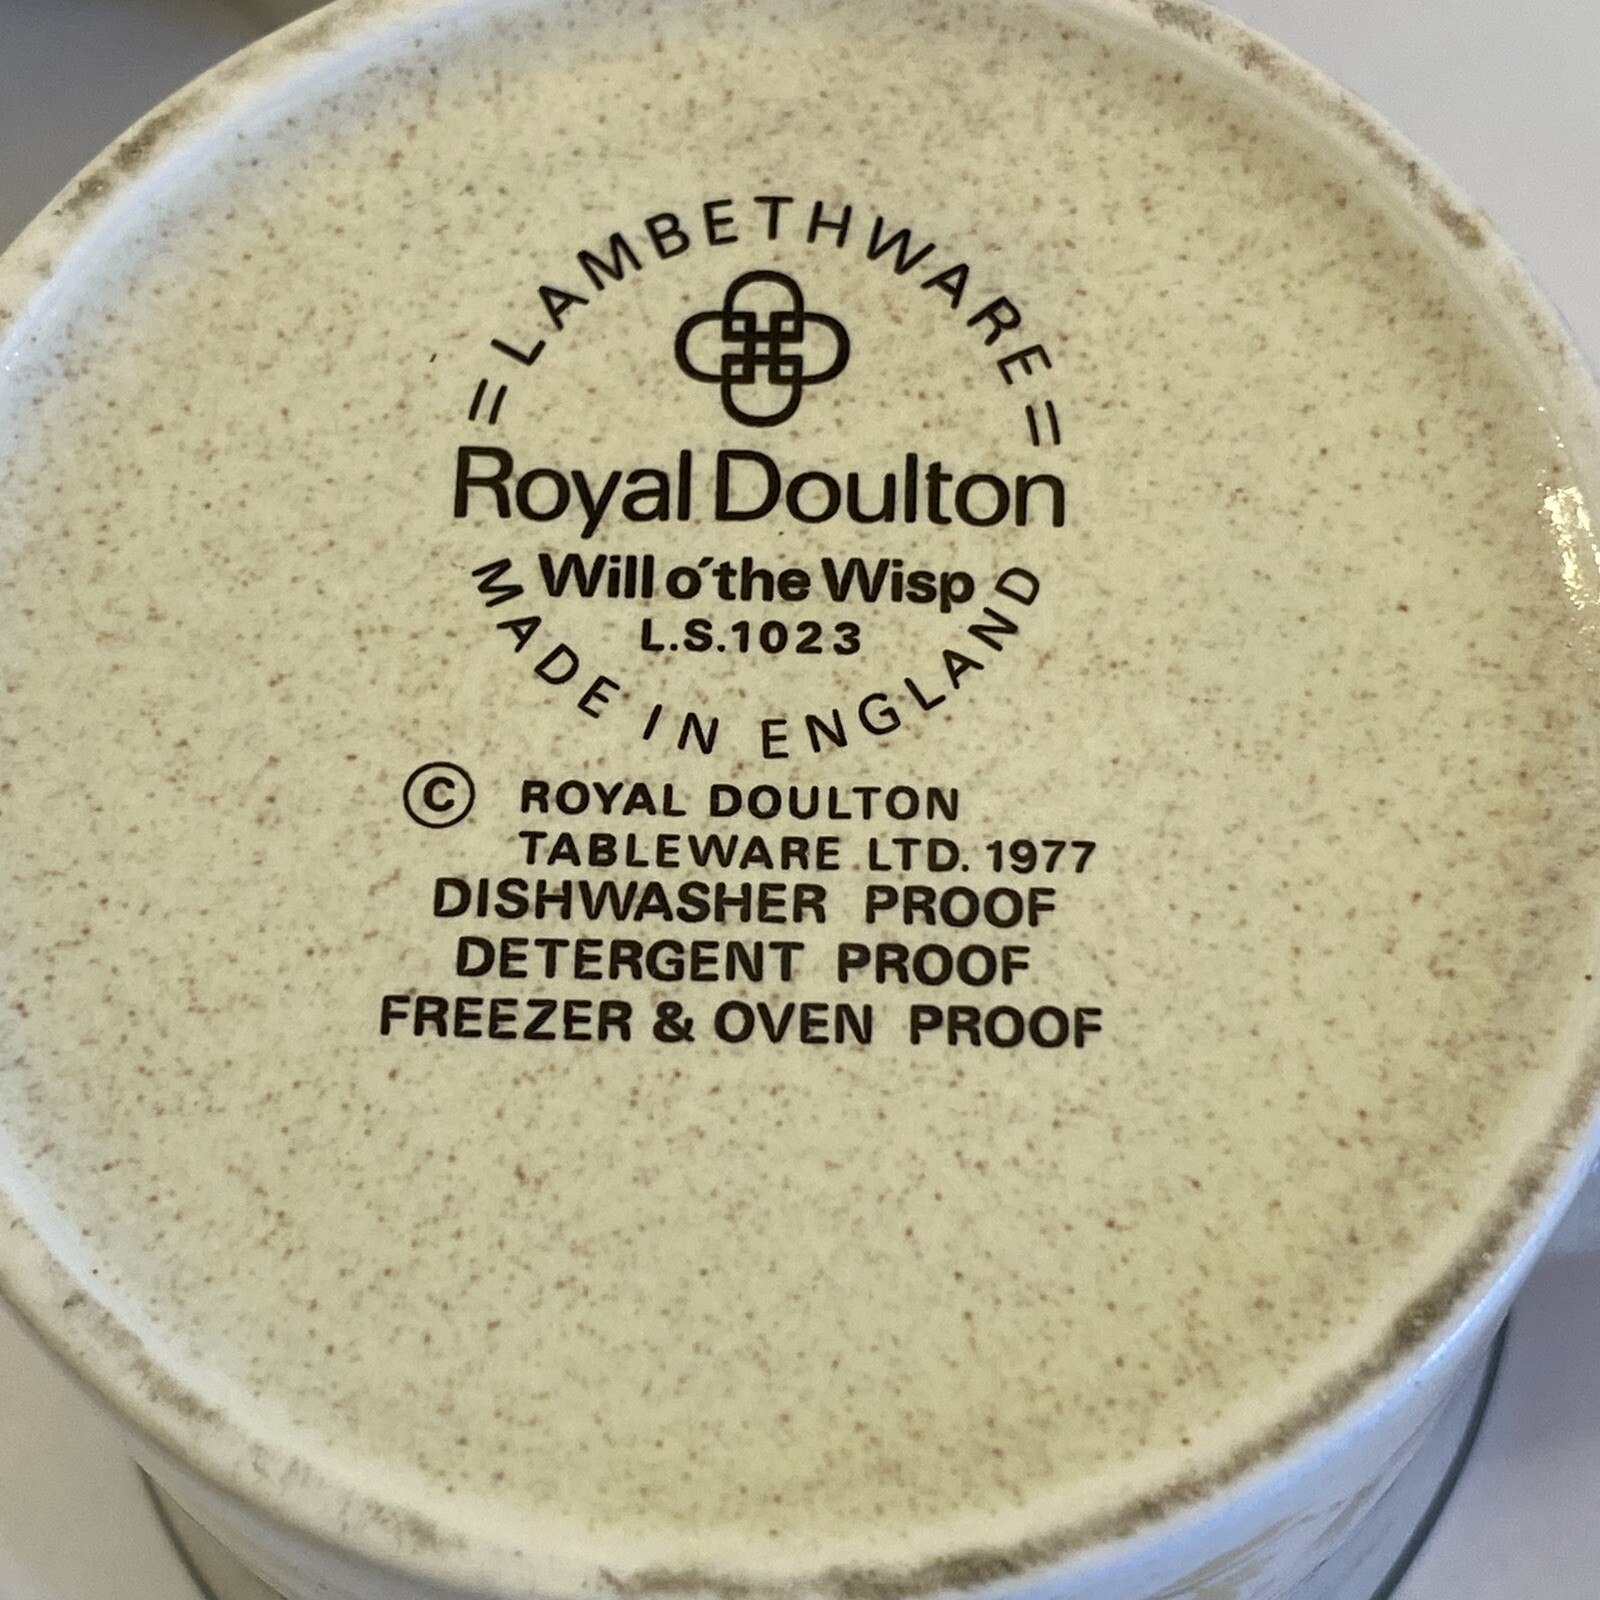 =LAMBETHWARE=
Royal Doulton
Will o'the Wisp
L.S.1023
MADE IN ENGLAND
© ROYAL DOULTON
TABLEWARE LTD. 1977
DISHWASHER PROOF
DETERGENT PROOF
FREEZER & OVEN PROOF